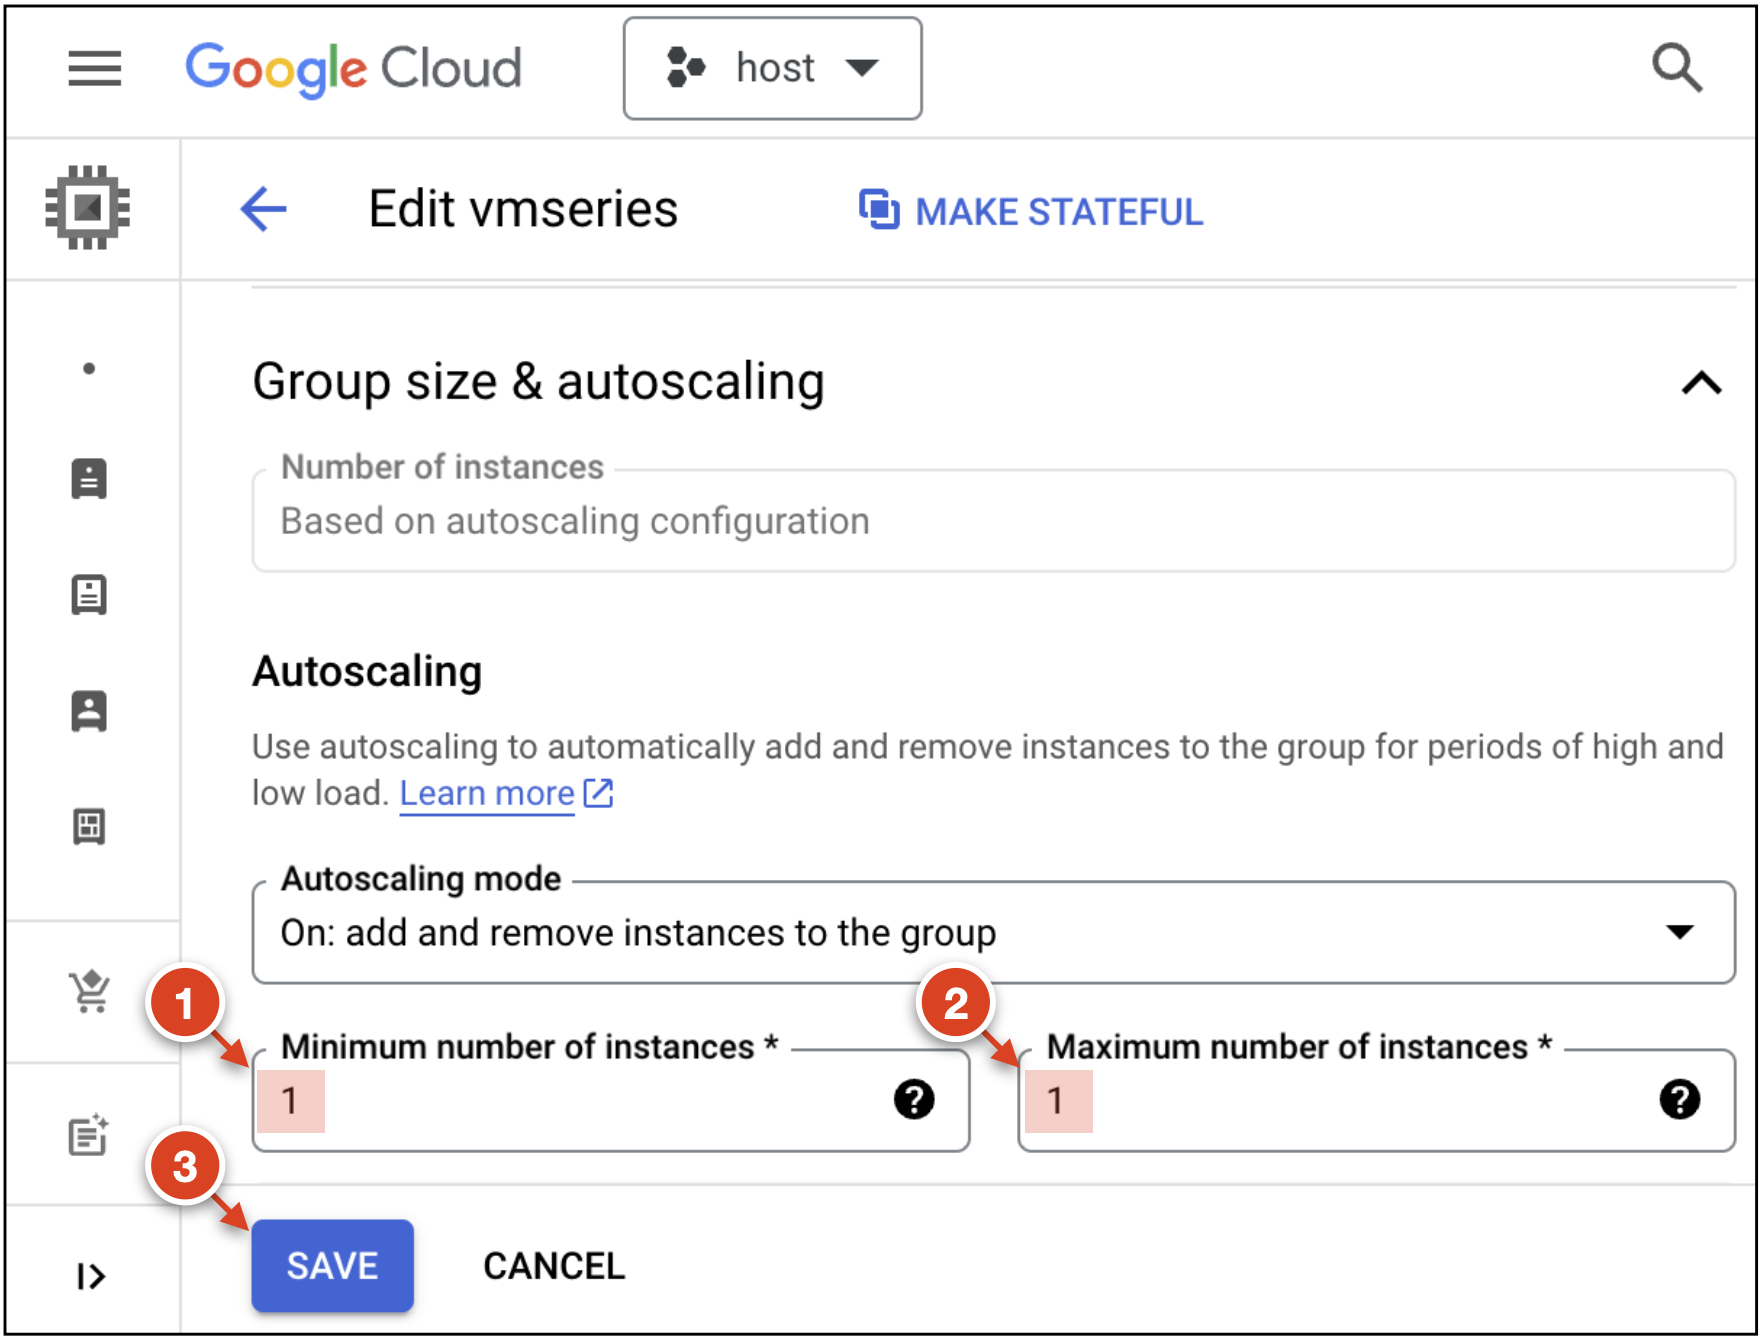 Google Cloud
host
Edit vmseries
MAKE STATEFUL
Group size & autoscaling
Number of instances
Based on autoscaling configuration
Autoscaling
Use autoscaling to automatically add and remove instances to the group for periods of high and
low load. Learn more
Autoscaling mode
On: add and remove instances to the group
1
2
Minimum number of instances *
Maximum number of instances *
1
1
3
SAVE
CANCEL